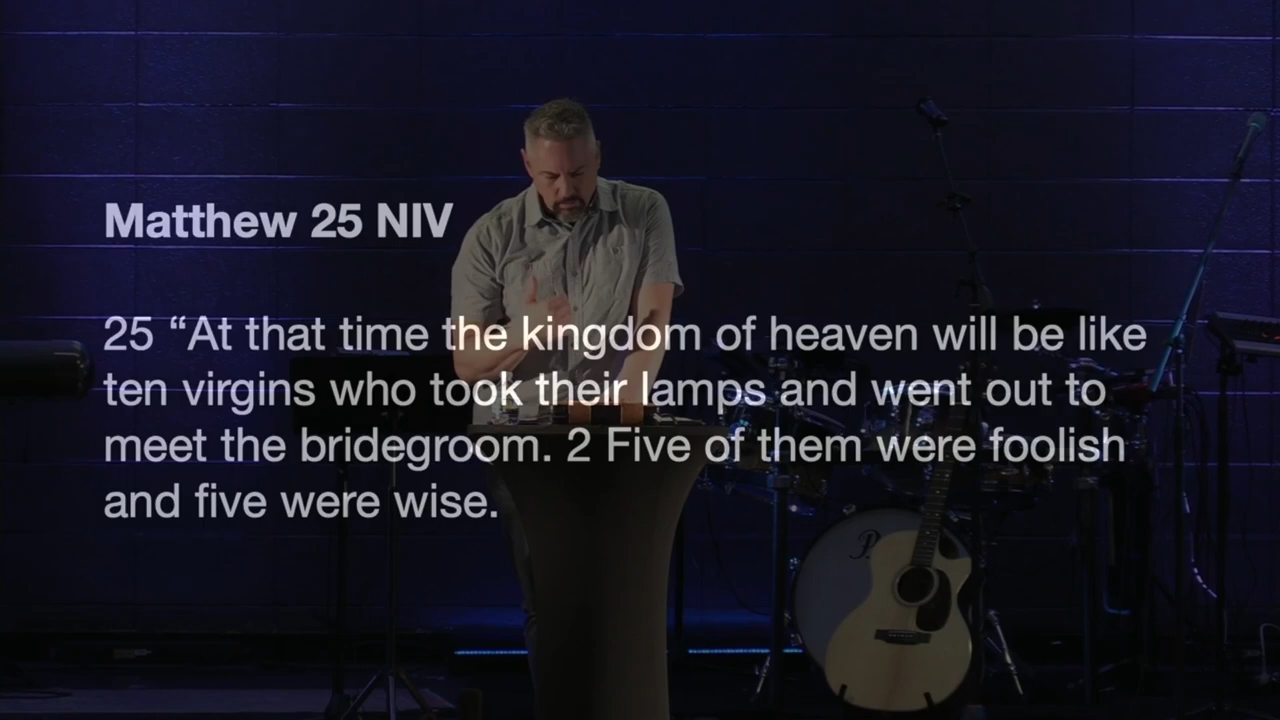 Matthew 25 NIV
25 “At that time the kingdom of heaven will be like
ten virgins who took their lamps and went out to
meet the bridegroom. 2 Five of them were foolish
and five were wise.